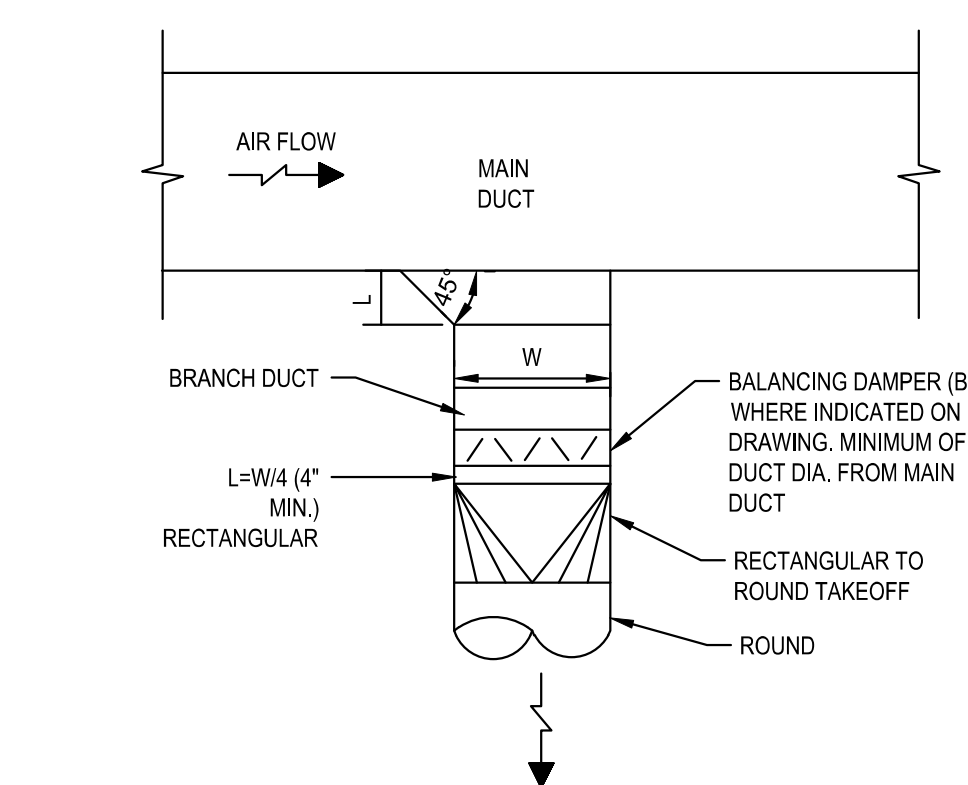 AIR FLOW
MAIN
DUCT
L
45°
W
BRANCH DUCT
BALANCING DAMPER (B
WHERE INDICATED ON
DRAWING. MINIMUM OF
DUCT DIA. FROM MAIN
DUCT
L=W/4 (4"
MIN.)
RECTANGULAR
RECTANGULAR TO
ROUND TAKEOFF
ROUND